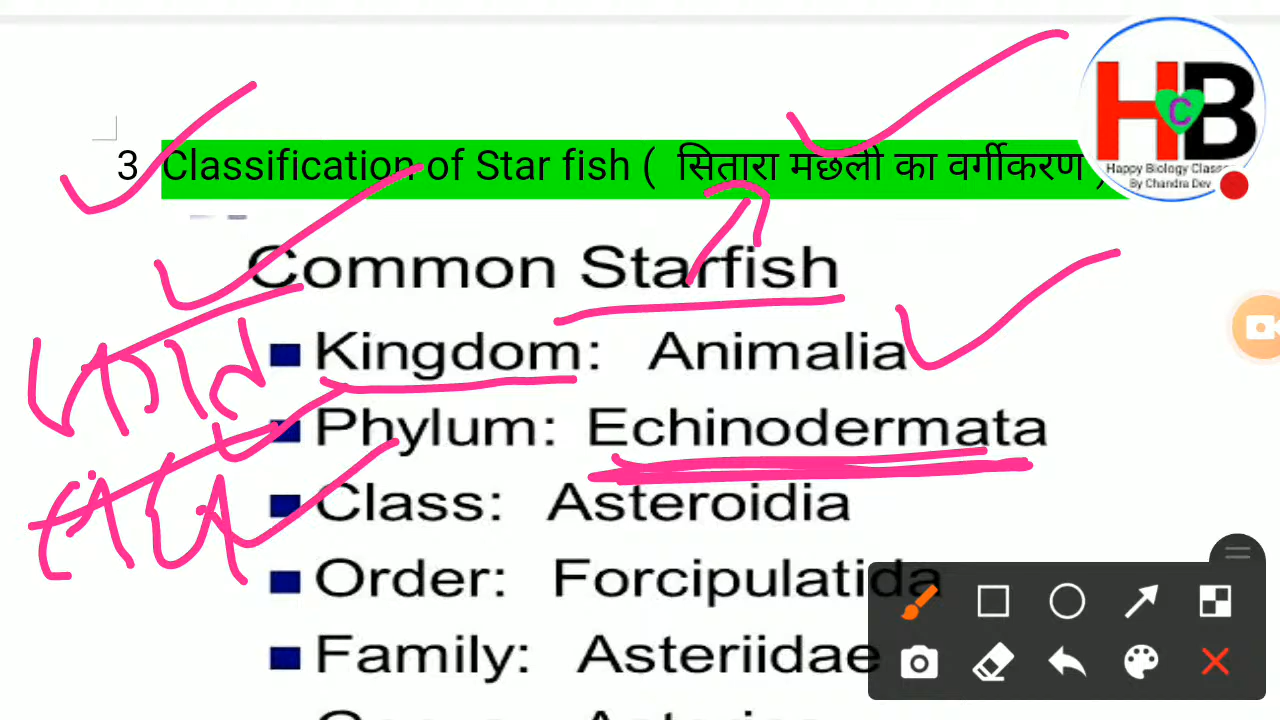 3 Classification of Star fish ( सितारा मछली का वर्गीकरण )
HCB
Happy Biology Classes
By Chandra Dev
Common Starfish
Kingdom: Animalia
Phylum: Echinodermata
Class: Asteroidia
Order: Forcipulatida
Family: Asteriidae